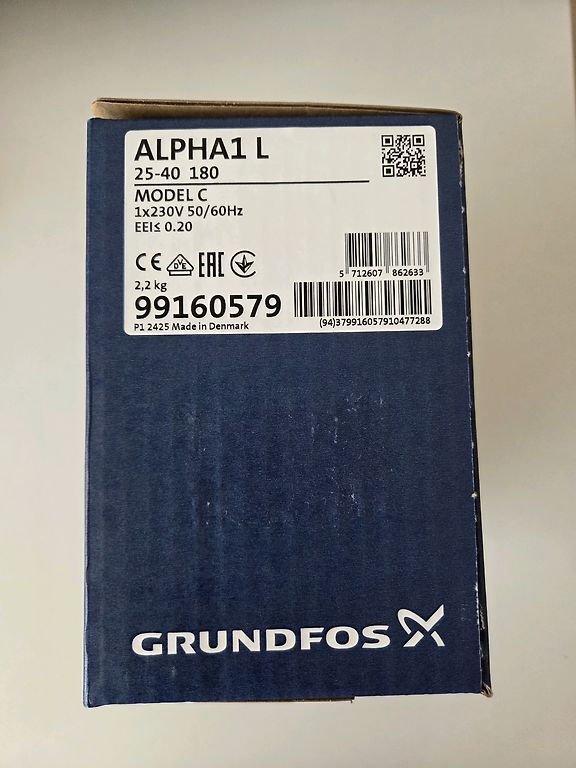 ALPHA1 L
25-40 180
MODEL C
1x230V 50/60Hz
EEI≤ 0.20
CE DVE EAC
5 712607 862633
2,2 kg
99160579
P1 2425 Made in Denmark
(94)379916057910477288
GRUNDFOS